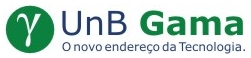 γ UnB Gama
O novo endereço da Tecnologia.